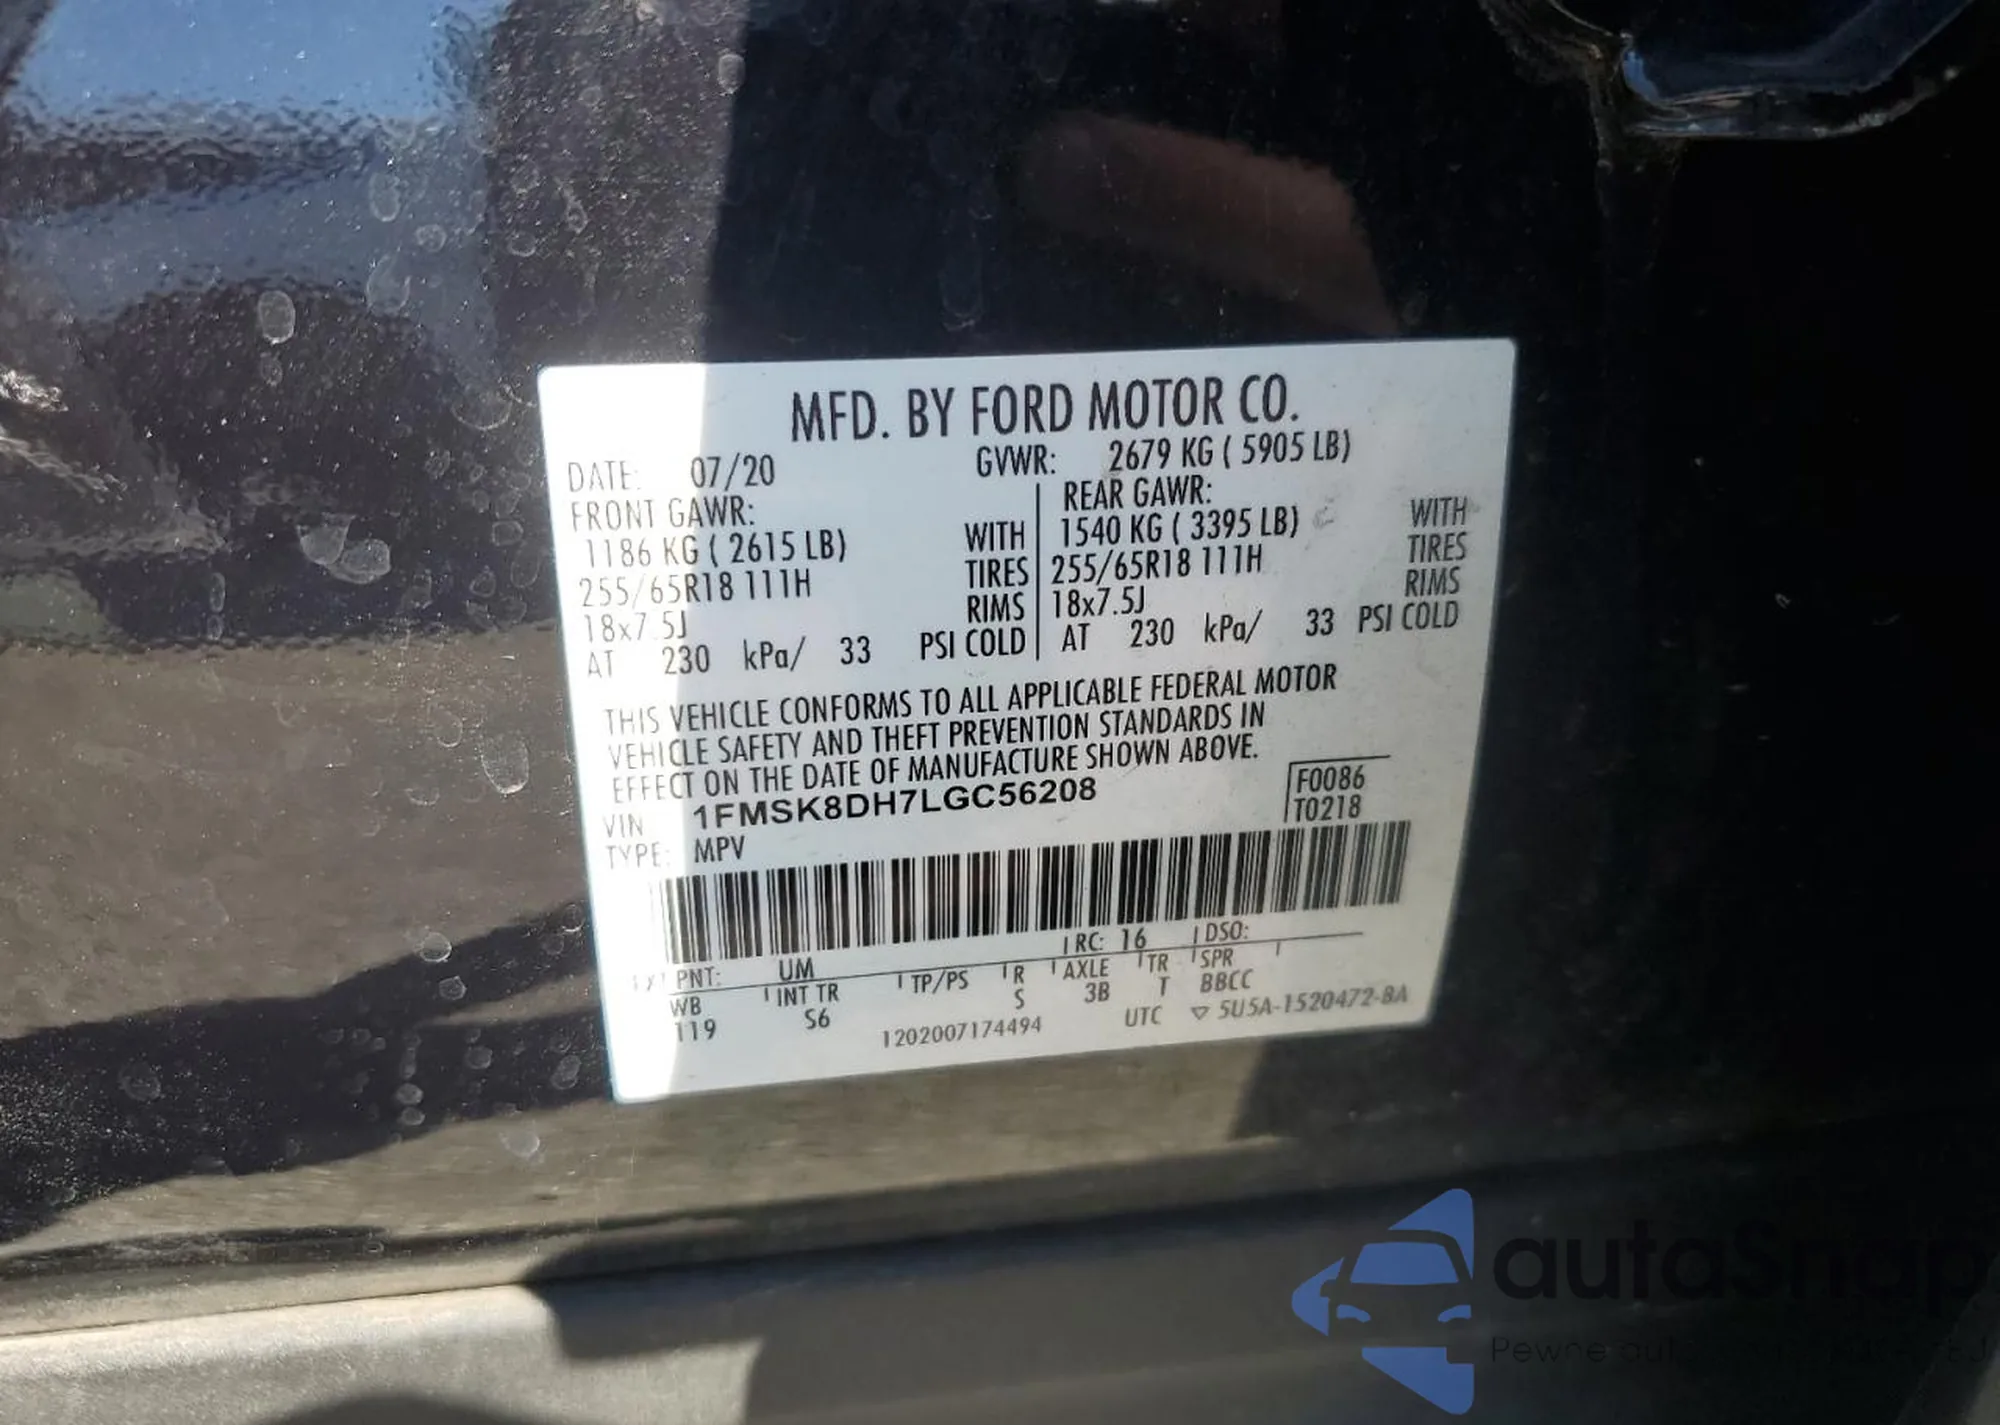 MFD. BY FORD MOTOR CO.
DATE: 07/20 GVWR: 2679 KG ( 5905 LB)
FRONT GAWR: REAR GAWR:
1186 KG ( 2615 LB) WITH 1540 KG ( 3395 LB) WITH
255/65R18 111H TIRES 255/65R18 111H TIRES
18x7.5J RIMS 18x7.5J RIMS
AT 230 kPa/ 33 PSI COLD AT 230 kPa/ 33 PSI COLD
THIS VEHICLE CONFORMS TO ALL APPLICABLE FEDERAL MOTOR
VEHICLE SAFETY AND THEFT PREVENTION STANDARDS IN
EFFECT ON THE DATE OF MANUFACTURE SHOWN ABOVE.
VIN 1FMSK8DH7LGC56208 F0086
TYPE: MPV T0218
RC: 16 DSO:
PNT: UM
WB INT TR TP/PS R AXLE TR SPR
119 S6 S 3B T BBCC
1202007174494 UTC ▽ 5U5A-1520472-BA
autoSnap
Pewne